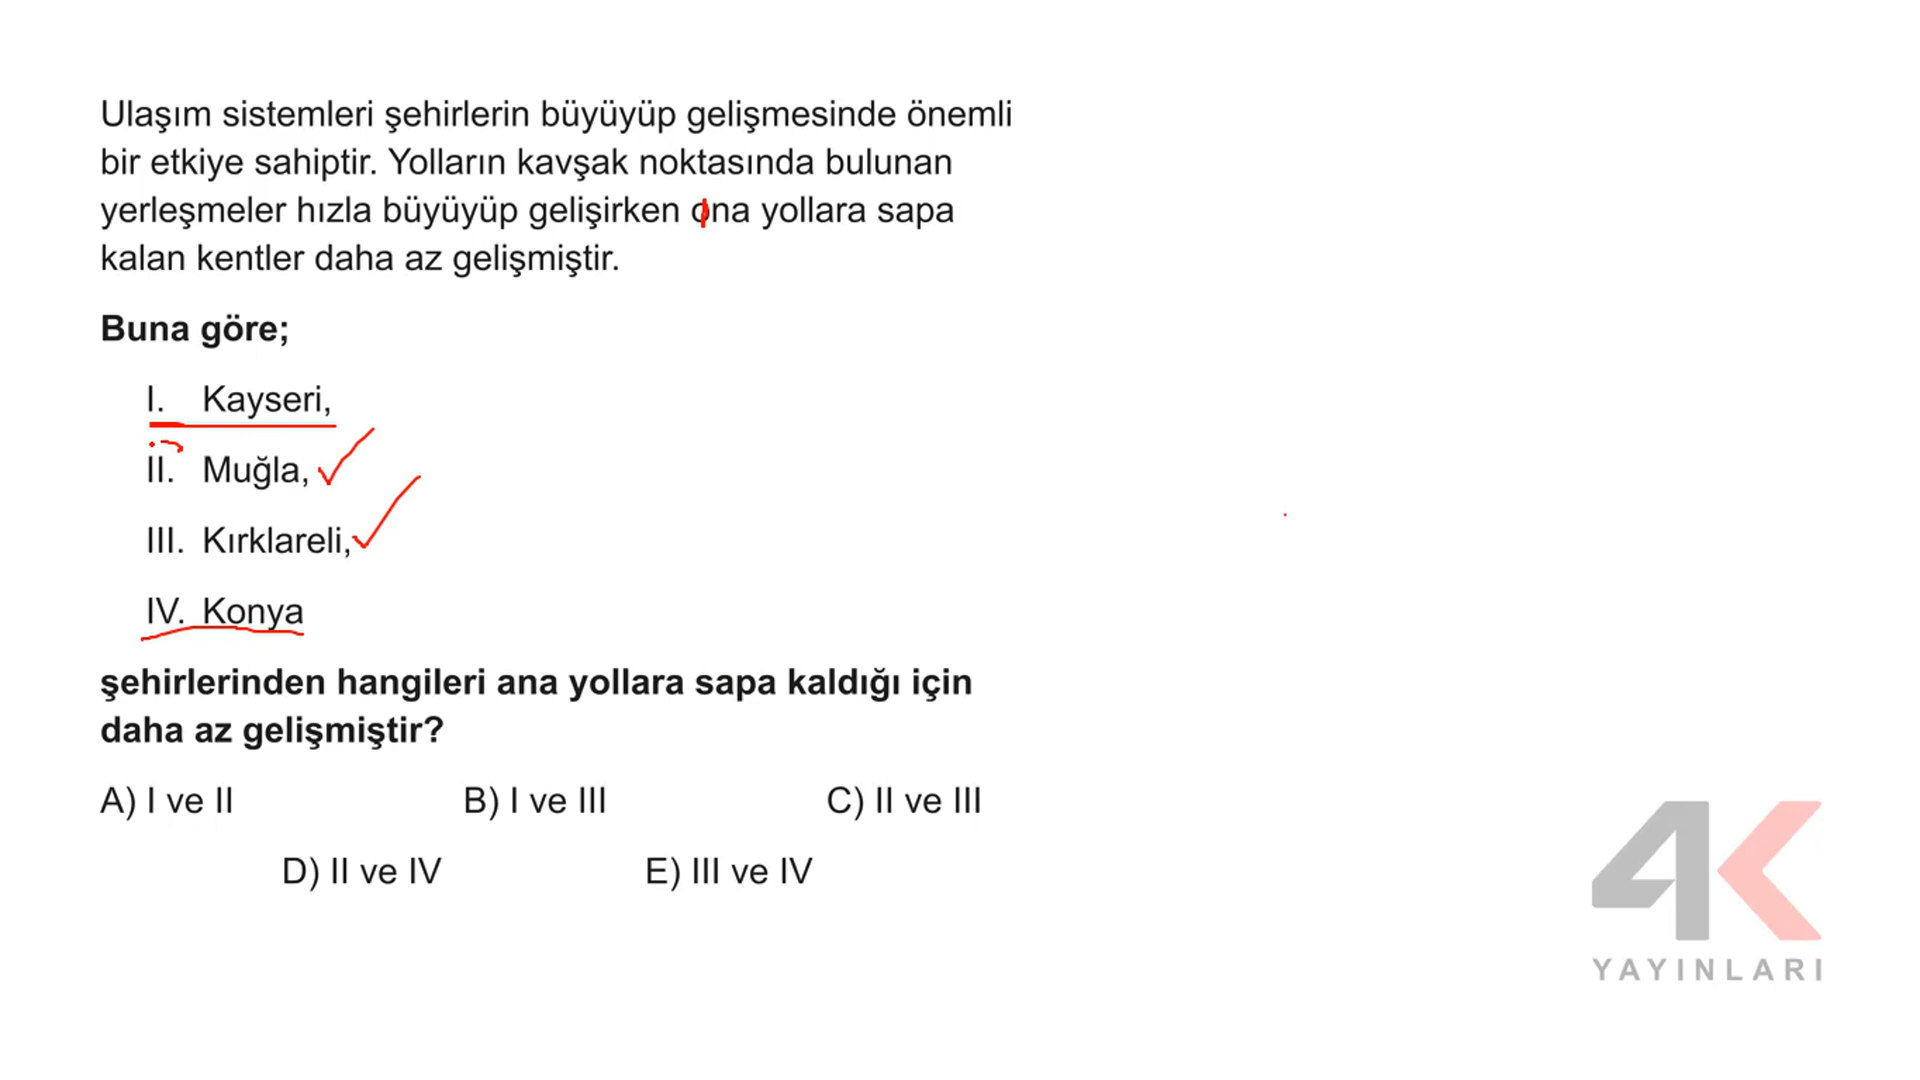 Ulaşım sistemleri şehirlerin büyüyüp gelişmesinde önemli
bir etkiye sahiptir. Yolların kavşak noktasında bulunan
yerleşmeler hızla büyüyüp gelişirken ana yollara sapa
kalan kentler daha az gelişmiştir.
Buna göre;
I. Kayseri,
II. Muğla,
III. Kırklareli,
IV. Konya
şehirlerinden hangileri ana yollara sapa kaldığı için
daha az gelişmiştir?
A) I ve II B) I ve III C) II ve III
D) II ve IV E) III ve IV
4K
YAYINLARI